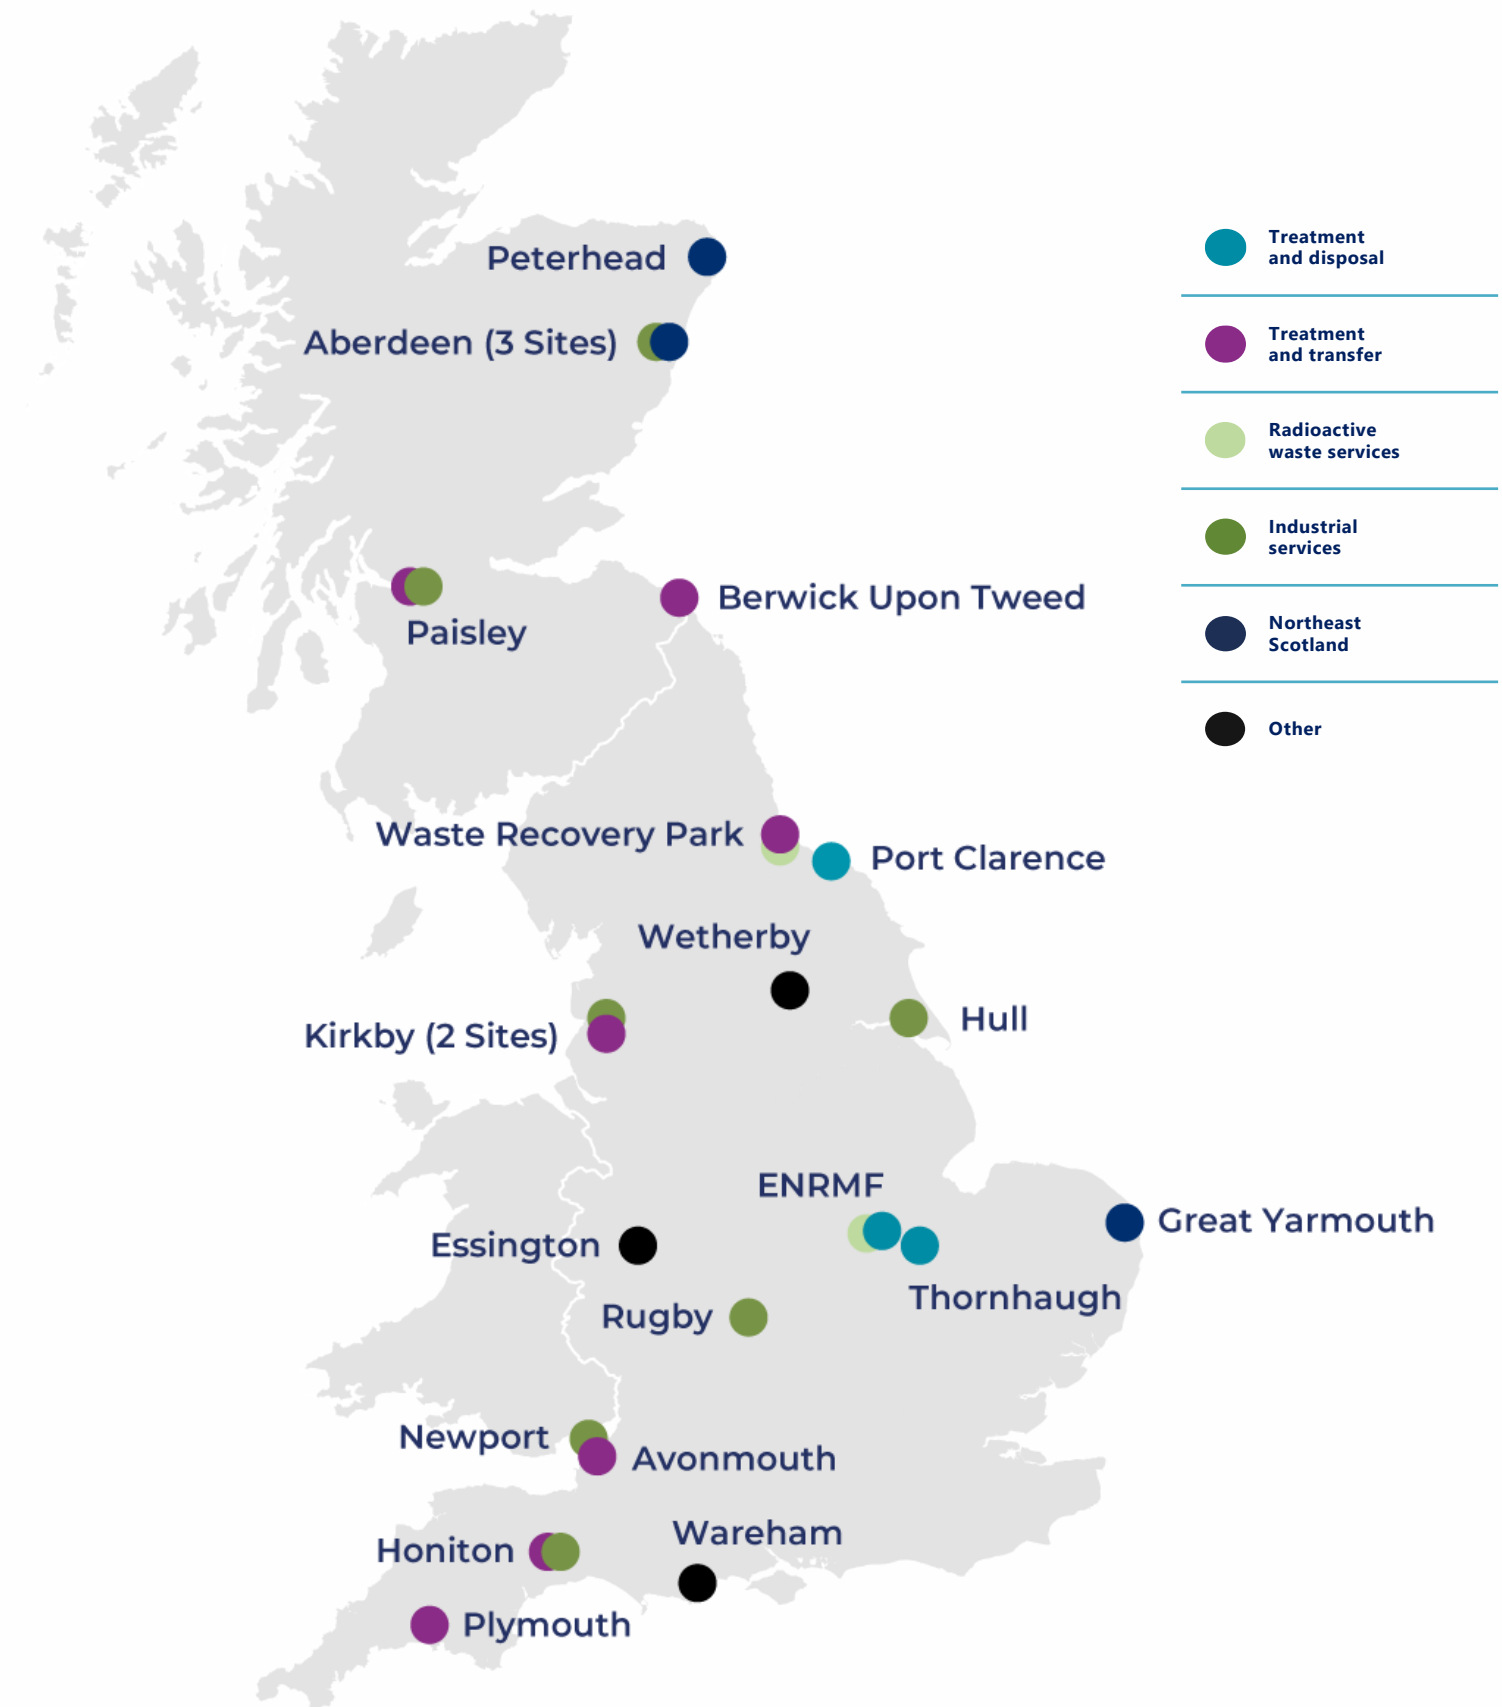 Treatment
and disposal
Peterhead
Aberdeen (3 Sites)
Treatment
and transfer
Radioactive
waste services
Industrial
services
Berwick Upon Tweed
Paisley
Northeast
Scotland
Other
Waste Recovery Park
Port Clarence
Wetherby
Hull
Kirkby (2 Sites)
ENRMF
Great Yarmouth
Essington
Thornhaugh
Rugby
Newport
Avonmouth
Wareham
Honiton
Plymouth